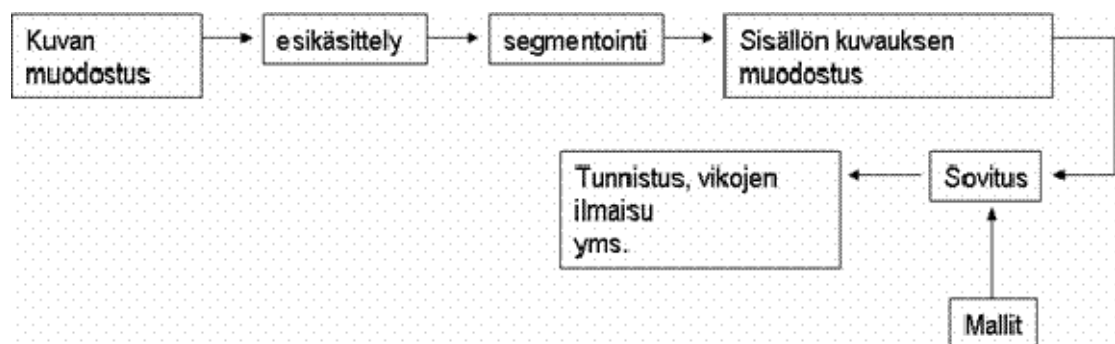 Kuvan
muodostus
esikäsittely
segmentointi
Sisällön kuvauksen
muodostus
Sovitus
Tunnistus, vikojen
ilmaisu
yms.
Mallit